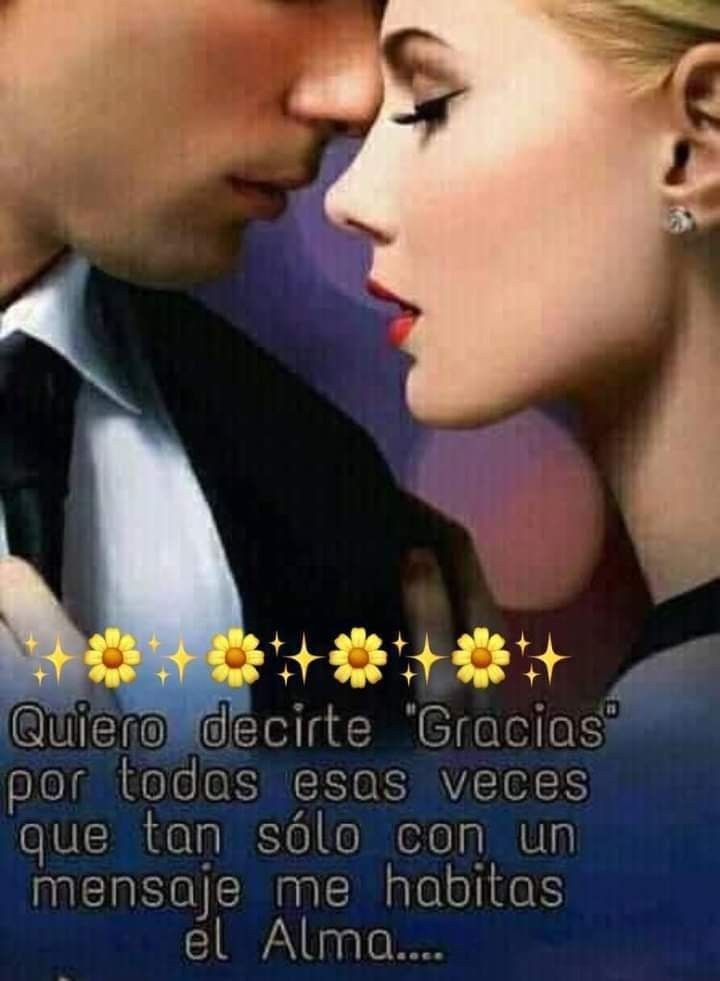 Quiero decirte "Gracias"
por todas esas veces
que tan sólo con un
mensaje me habitas
el Alma....